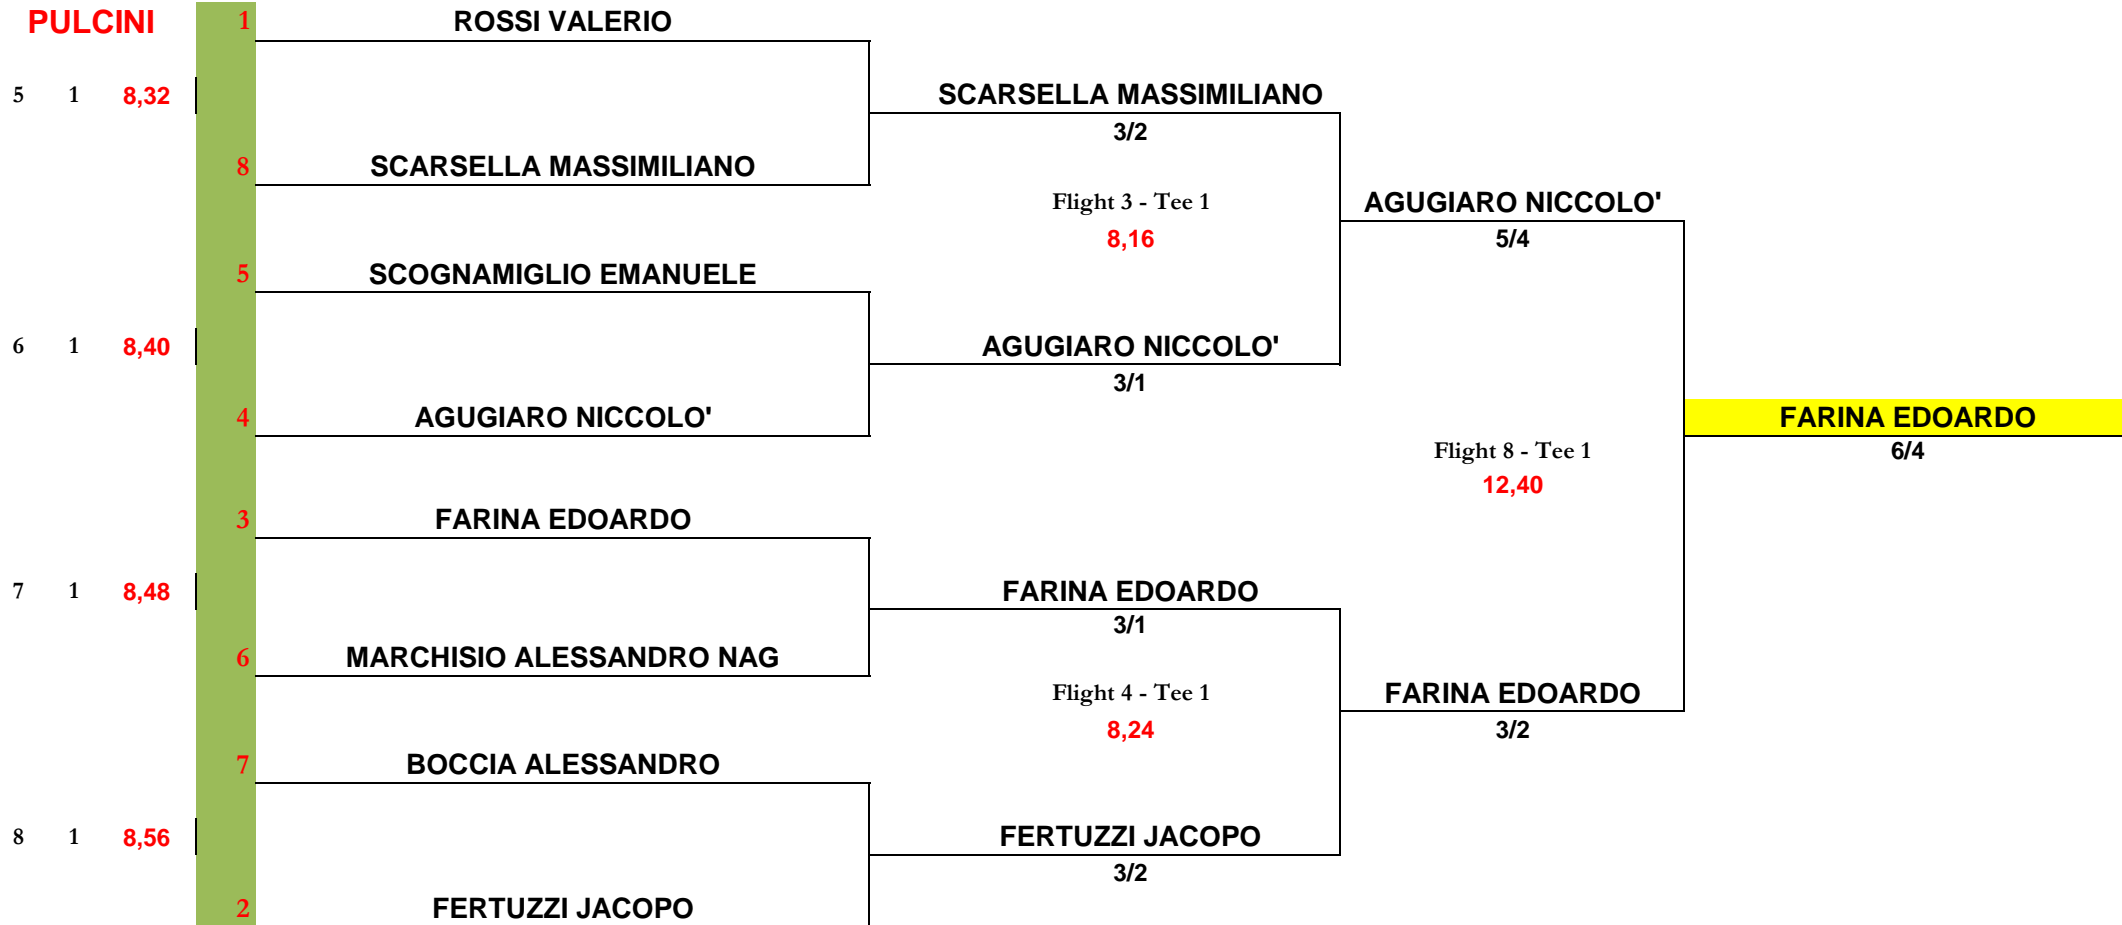 PULCINI 1 ROSSI VALERIO
5 1 8,32 SCARSELLA MASSIMILIANO
3/2
8 SCARSELLA MASSIMILIANO
Flight 3 - Tee 1 AGUGIARO NICCOLO'
8,16 5/4
5 SCOGNAMIGLIO EMANUELE
6 1 8,40 AGUGIARO NICCOLO'
3/1
4 AGUGIARO NICCOLO' FARINA EDOARDO
Flight 8 - Tee 1 6/4
12,40
3 FARINA EDOARDO
7 1 8,48 FARINA EDOARDO
3/1
6 MARCHISIO ALESSANDRO NAG
Flight 4 - Tee 1 FARINA EDOARDO
8,24 3/2
7 BOCCIA ALESSANDRO
8 1 8,56 FERTUZZI JACOPO
3/2
2 FERTUZZI JACOPO